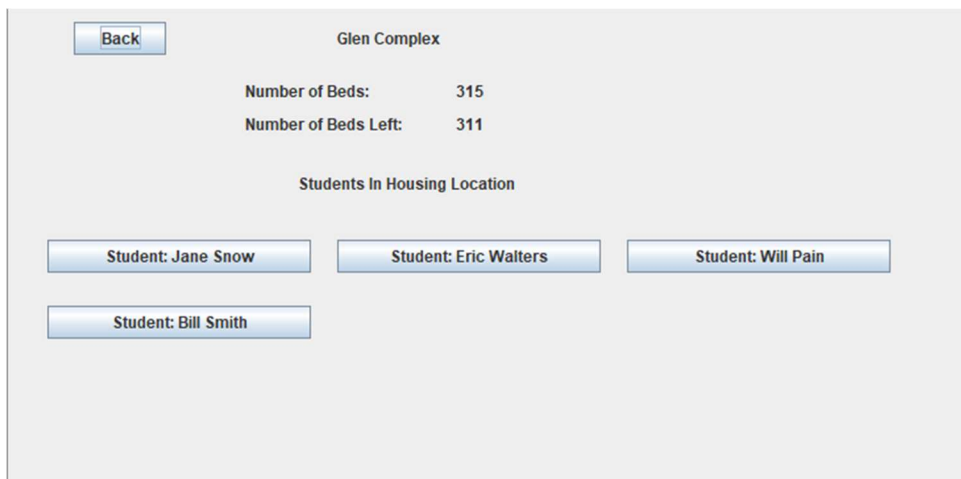 Back Glen Complex
Number of Beds: 315
Number of Beds Left: 311
Students In Housing Location
Student: Jane Snow Student: Eric Walters Student: Will Pain
Student: Bill Smith